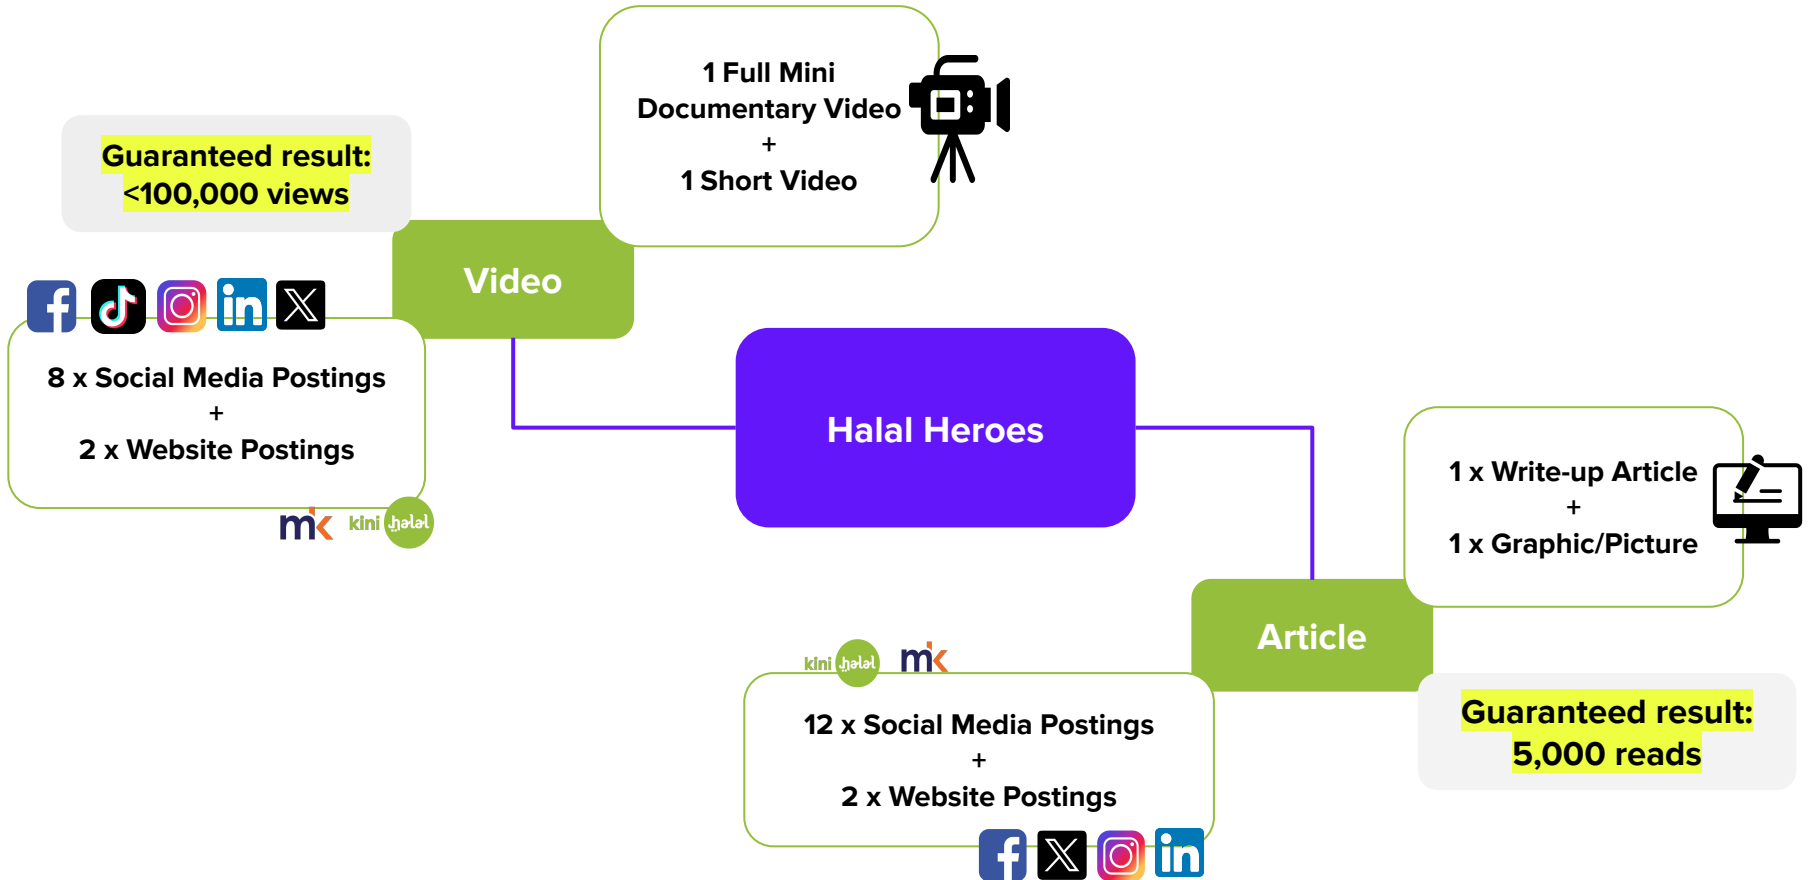 1 Full Mini
Documentary Video
+
1 Short Video
Guaranteed result:
<100,000 views
Video
8 x Social Media Postings
+
2 x Website Postings
mk kini halal
Halal Heroes
1 x Write-up Article
+
1 x Graphic/Picture
Article
kini halal mk
12 x Social Media Postings
+
2 x Website Postings
Guaranteed result:
5,000 reads